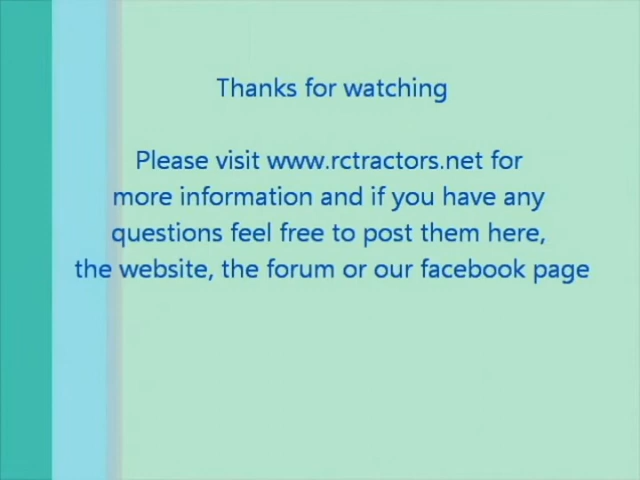 Thanks for watching
Please visit www.rctractors.net for
more information and if you have any
questions feel free to post them here,
the website, the forum or our facebook page